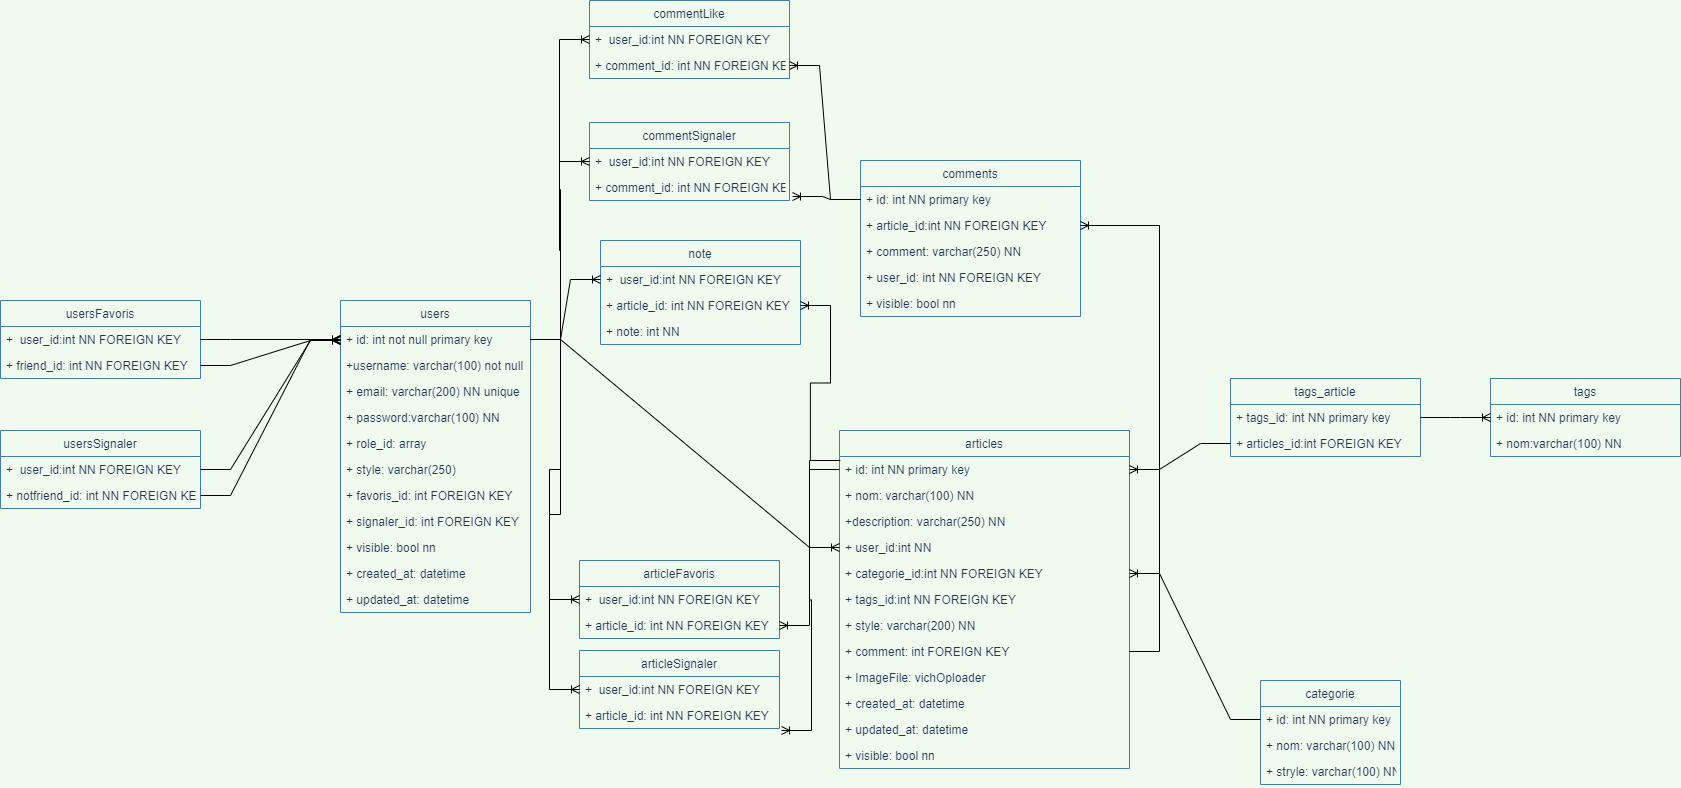 commentLike
+  user_id:int NN FOREIGN KEY
+ comment_id: int NN FOREIGN KE
commentSignaler
+  user_id:int NN FOREIGN KEY
+ comment_id: int NN FOREIGN KE
comments
+ id: int NN primary key
+ article_id:int NN FOREIGN KEY
+ comment: varchar(250) NN
+ user_id: int NN FOREIGN KEY
+ visible: bool nn
note
+  user_id:int NN FOREIGN KEY
+ article_id: int NN FOREIGN KEY
+ note: int NN
usersFavoris
+  user_id:int NN FOREIGN KEY
+ friend_id: int NN FOREIGN KEY
usersSignaler
+  user_id:int NN FOREIGN KEY
+ notfriend_id: int NN FOREIGN KE
users
+ id: int not null primary key
+username: varchar(100) not null
+ email: varchar(200) NN unique
+ password:varchar(100) NN
+ role_id: array
+ style: varchar(250)
+ favoris_id: int FOREIGN KEY
+ signaler_id: int FOREIGN KEY
+ visible: bool nn
+ created_at: datetime
+ updated_at: datetime
articleFavoris
+  user_id:int NN FOREIGN KEY
+ article_id: int NN FOREIGN KEY
articleSignaler
+  user_id:int NN FOREIGN KEY
+ article_id: int NN FOREIGN KEY
articles
+ id: int NN primary key
+ nom: varchar(100) NN
+description: varchar(250) NN
+ user_id:int NN
+ categorie_id:int NN FOREIGN KEY
+ tags_id:int NN FOREIGN KEY
+ style: varchar(200) NN
+ comment: int FOREIGN KEY
+ ImageFile: vichOploader
+ created_at: datetime
+ updated_at: datetime
+ visible: bool nn
tags_article
+ tags_id: int NN primary key
+ articles_id:int FOREIGN KEY
tags
+ id: int NN primary key
+ nom:varchar(100) NN
categorie
+ id: int NN primary key
+ nom: varchar(100) NN
+ stryle: varchar(100) NN